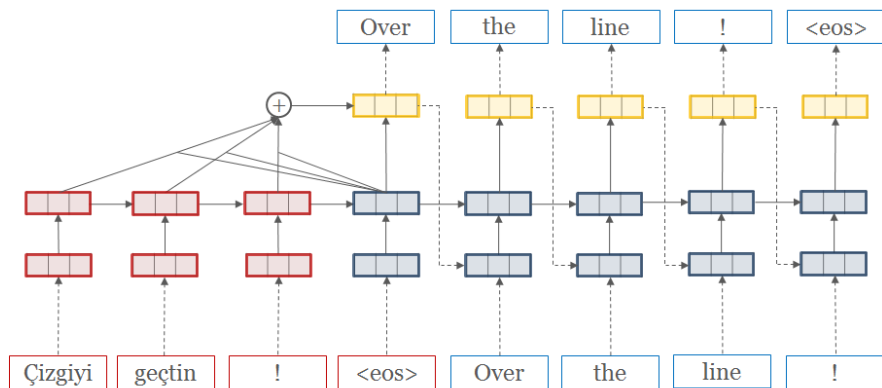 Over the line ! <eos>
+
Çizgiyi geçtin ! <eos> Over the line !